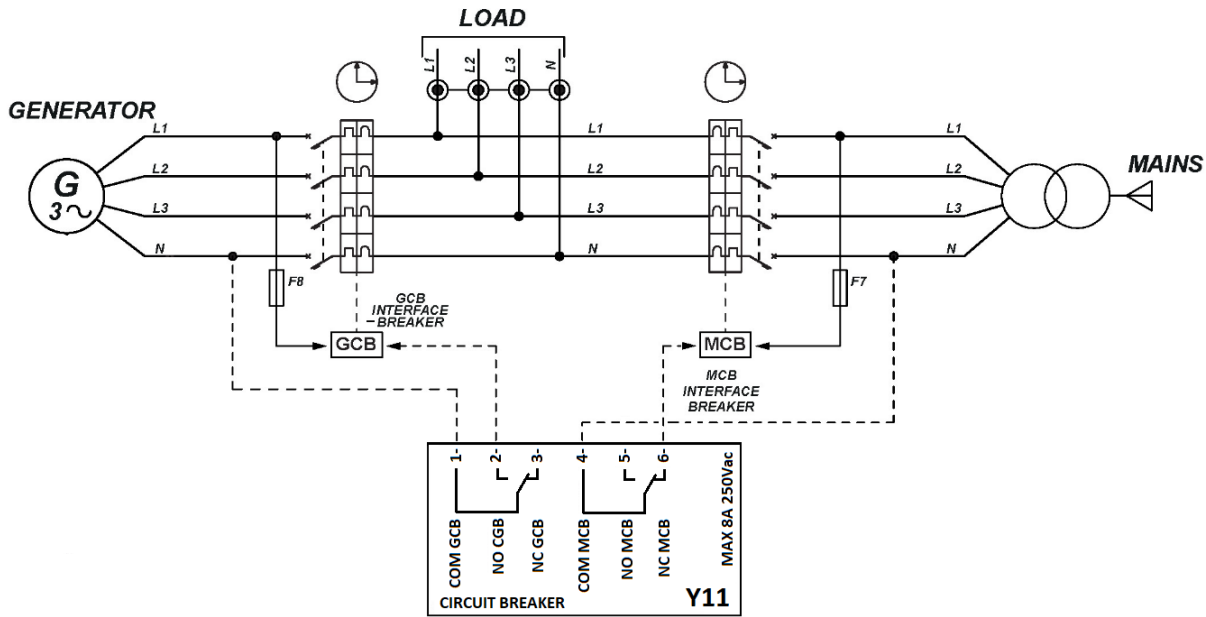 LOAD
L1 L2 L3 N
GENERATOR
L1 L1 L1
L2 L2 L2
MAINS
G
3~
L3 L3 L3
N N N
F8 F7
GCB
INTERFACE
BREAKER
GCB MCB
MCB
INTERFACE
BREAKER
1- 2- 3- 4- 5- 6-
COM GCB
NO CGB
NC GCB
COM MCB
NO MCB
NC MCB
MAX 8A 250Vac
CIRCUIT BREAKER
Y11